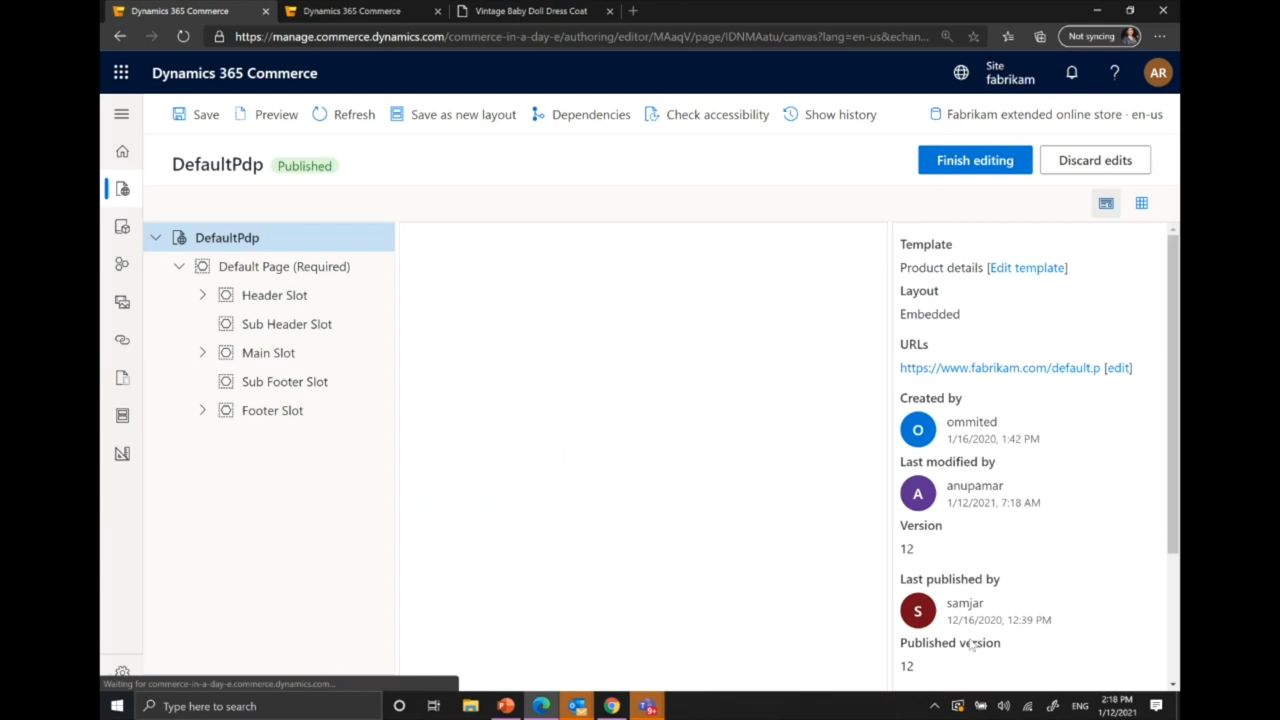 Dynamics 365 Commerce
Dynamics 365 Commerce
Vintage Baby Doll Dress Coat
https://manage.commerce.dynamics.com/commerce-in-a-day-e/authoring/editor/MAaqV/page/IDNMAatu/canvas?lang=en-us&echan...
Not syncing
Dynamics 365 Commerce
Site
fabrikam
AR
Save
Preview
Refresh
Save as new layout
Dependencies
Check accessibility
Show history
Fabrikam extended online store · en-us
DefaultPdp
Published
Finish editing
Discard edits
DefaultPdp
Default Page (Required)
Header Slot
Sub Header Slot
Main Slot
Sub Footer Slot
Footer Slot
Template
Product details [Edit template]
Layout
Embedded
URLs
https://www.fabrikam.com/default.p [edit]
Created by
O
ommited
1/16/2020, 1:42 PM
Last modified by
A
anupamar
1/12/2021, 7:18 AM
Version
12
Last published by
S
samjar
12/16/2020, 12:39 PM
Published version
12
Waiting for commerce-in-a-day-e.commerce.dynamics.com...
Type here to search
ENG
2:18 PM
1/12/2021